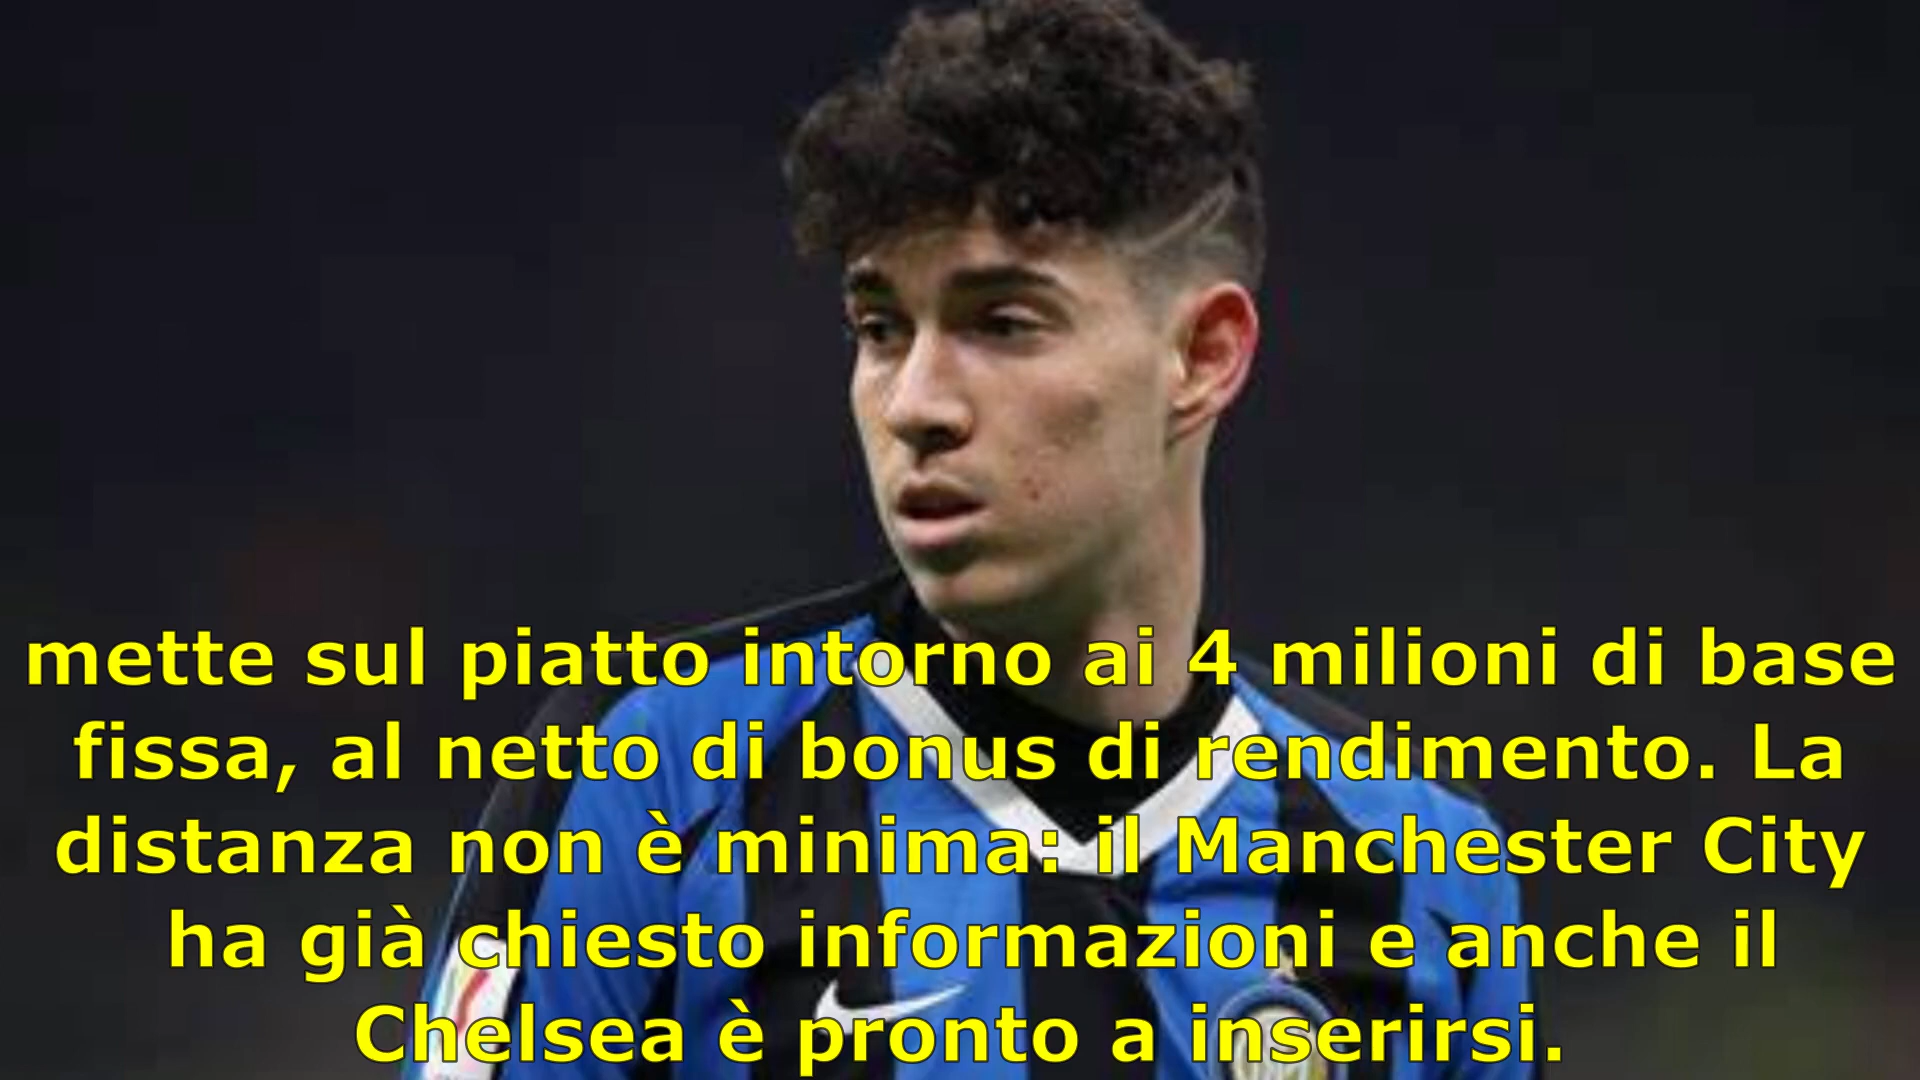 mette sul piatto intorno ai 4 milioni di base
fissa, al netto di bonus di rendimento. La
distanza non è minima: il Manchester City
ha già chiesto informazioni e anche il
Chelsea è pronto a inserirsi.